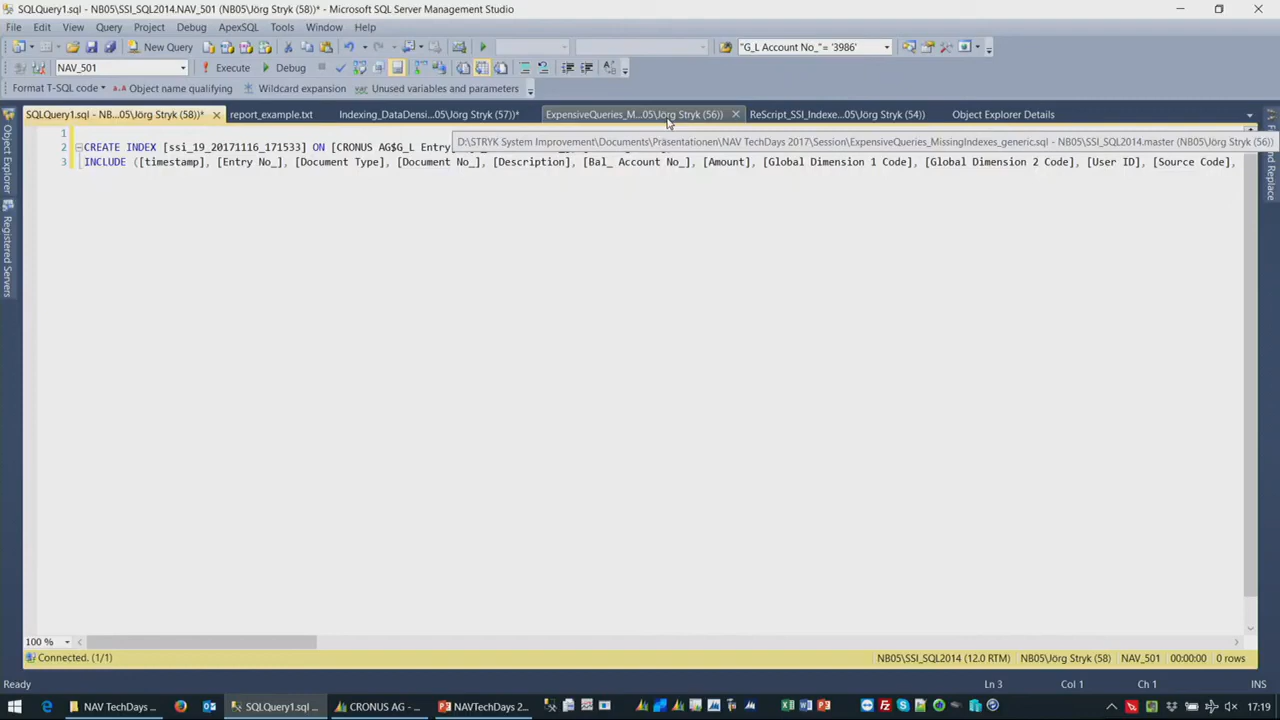 SQLQuery1.sql - NB05\SSI_SQL2014.NAV_501 (NB05\Jörg Stryk (58))* - Microsoft SQL Server Management Studio
File Edit View Query Project Debug ApexSQL Tools Window Help
New Query "G_L Account No_"= '3986'
NAV_501 Execute Debug
Format T-SQL code Object name qualifying Wildcard expansion Unused variables and parameters
SQLQuery1.sql - NB...05\Jörg Stryk (58))* report_example.txt Indexing_DataDensi...05\Jörg Stryk (57))* ExpensiveQueries_M...05\Jörg Stryk (56)) ReScript_SSI_Indexe...05\Jörg Stryk (54)) Object Explorer Details
Object Explorer
Registered Servers
1
D:\STRYK System Improvement\Documents\Präsentationen\NAV TechDays 2017\Session\ExpensiveQueries_MissingIndexes_generic.sql - NB05\SSI_SQL2014.master (NB05\Jörg Stryk (56))
2 CREATE INDEX [ssi_19_20171116_171533] ON [CRONUS AG$G_L Entry
3 INCLUDE ([timestamp], [Entry No_], [Document Type], [Document No_], [Description], [Bal_ Account No_], [Amount], [Global Dimension 1 Code], [Global Dimension 2 Code], [User ID], [Source Code],
nd Replace
100 %
Connected. (1/1) NB05\SSI_SQL2014 (12.0 RTM) NB05\Jörg Stryk (58) NAV_501 00:00:00 0 rows
Ready Ln 3 Col 1 Ch 1 INS
NAV TechDays ... SQLQuery1.sql ... CRONUS AG - ... NAVTechDays 2... 17:19